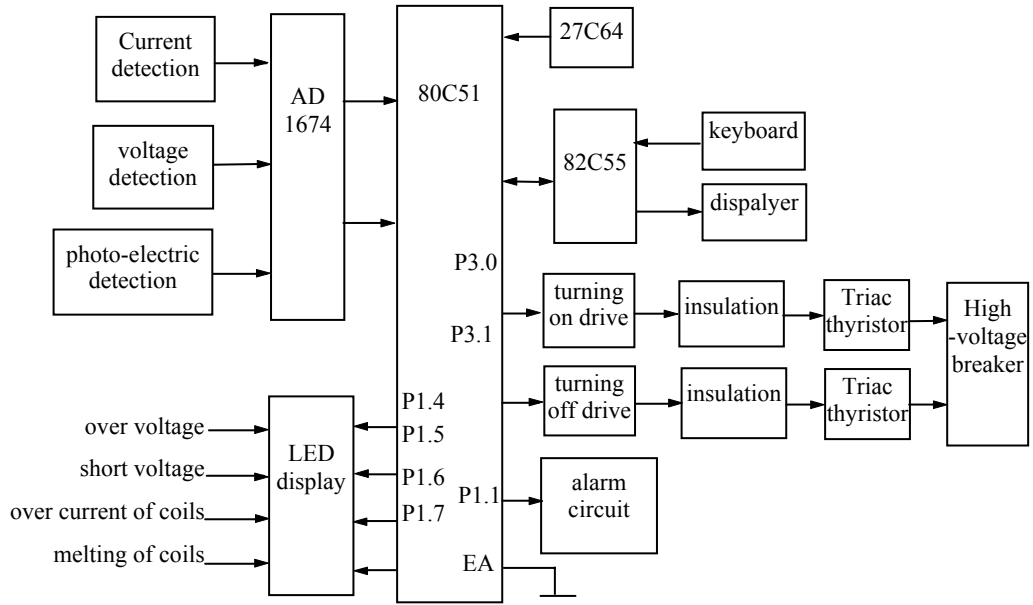 Current
detection
voltage
detection
photo-electric
detection
AD
1674
80C51
27C64
82C55
keyboard
dispalyer
P3.0
P3.1
turning
on drive
insulation
Triac
thyristor
High
-voltage
breaker
turning
off drive
insulation
Triac
thyristor
over voltage
short voltage
over current of coils
melting of coils
LED
display
P1.4
P1.5
P1.6
P1.7
P1.1
EA
alarm
circuit